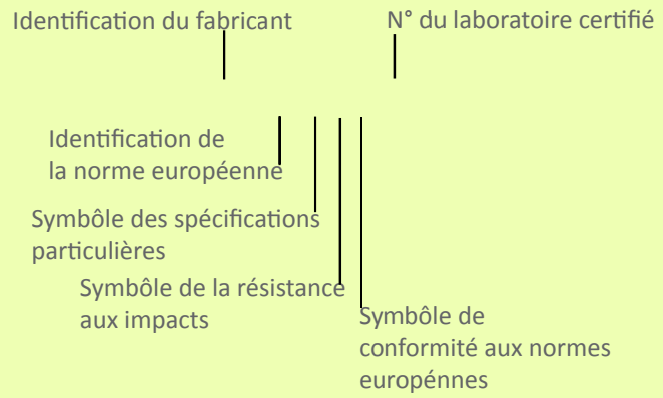 Identification du fabricant
N° du laboratoire certifié
Identification de
la norme européenne
Symbôle des spécifications
particulières
Symbôle de la résistance
aux impacts
Symbôle de
conformité aux normes
europénnes